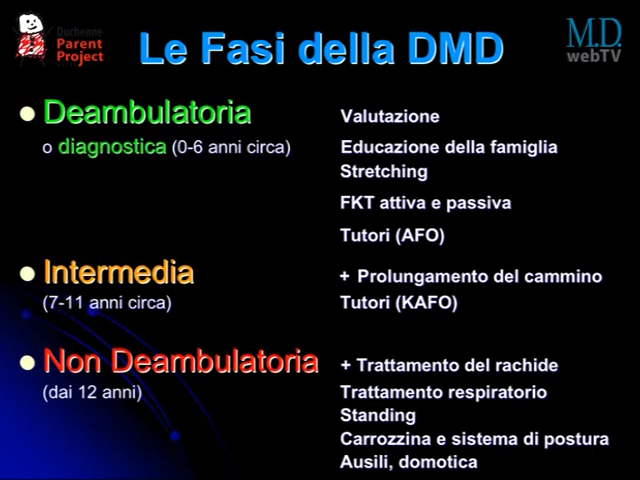 Duchenne
Parent
Project
Le Fasi della DMD
M.D.
webTV
Deambulatoria
o diagnostica (0-6 anni circa)
Valutazione
Educazione della famiglia
Stretching
FKT attiva e passiva
Tutori (AFO)
Intermedia
(7-11 anni circa)
+ Prolungamento del cammino
Tutori (KAFO)
Non Deambulatoria
(dai 12 anni)
+ Trattamento del rachide
Trattamento respiratorio
Standing
Carrozzina e sistema di postura
Ausili, domotica